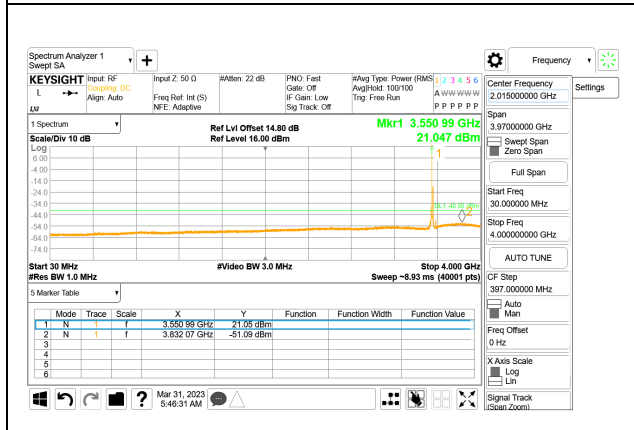 Spectrum Analyzer 1
Swept SA
Frequency
Settings
KEYSIGHT Input: RF Input Z: 50 Ω #Atten: 22 dB PNO: Fast #Avg Type: Power (RMS 1 2 3 4 5 6
L Coupling: DC Gate: Off Avg|Hold: 100/100 A W W W W W
Align: Auto Freq Ref: Int (S) IF Gain: Low Trig: Free Run
LXI NFE: Adaptive Sig Track: Off P P P P P P
1 Spectrum
Ref Lvl Offset 14.80 dB Mkr1 3.550 99 GHz
Scale/Div 10 dB Ref Level 16.00 dBm 21.047 dBm
Log
6.00
-4.00
-14.0
-24.0
-34.0
-44.0
-54.0
-64.0
-74.0
1
DL1 -40.00 dBm
2
Start 30 MHz #Video BW 3.0 MHz Stop 4.000 GHz
#Res BW 1.0 MHz Sweep ~8.93 ms (40001 pts)
5 Marker Table
Mode Trace Scale X Y Function Function Width Function Value
1 N 1 f 3.550 99 GHz 21.05 dBm
2 N 1 f 3.832 07 GHz -51.09 dBm
3
4
5
6
Mar 31, 2023
5:46:31 AM
Center Frequency
2.015000000 GHz
Span
3.97000000 GHz
Swept Span
Zero Span
Full Span
Start Freq
30.000000 MHz
Stop Freq
4.000000000 GHz
AUTO TUNE
CF Step
397.000000 MHz
Auto
Man
Freq Offset
0 Hz
X Axis Scale
Log
Lin
Signal Track
(Span Zoom)